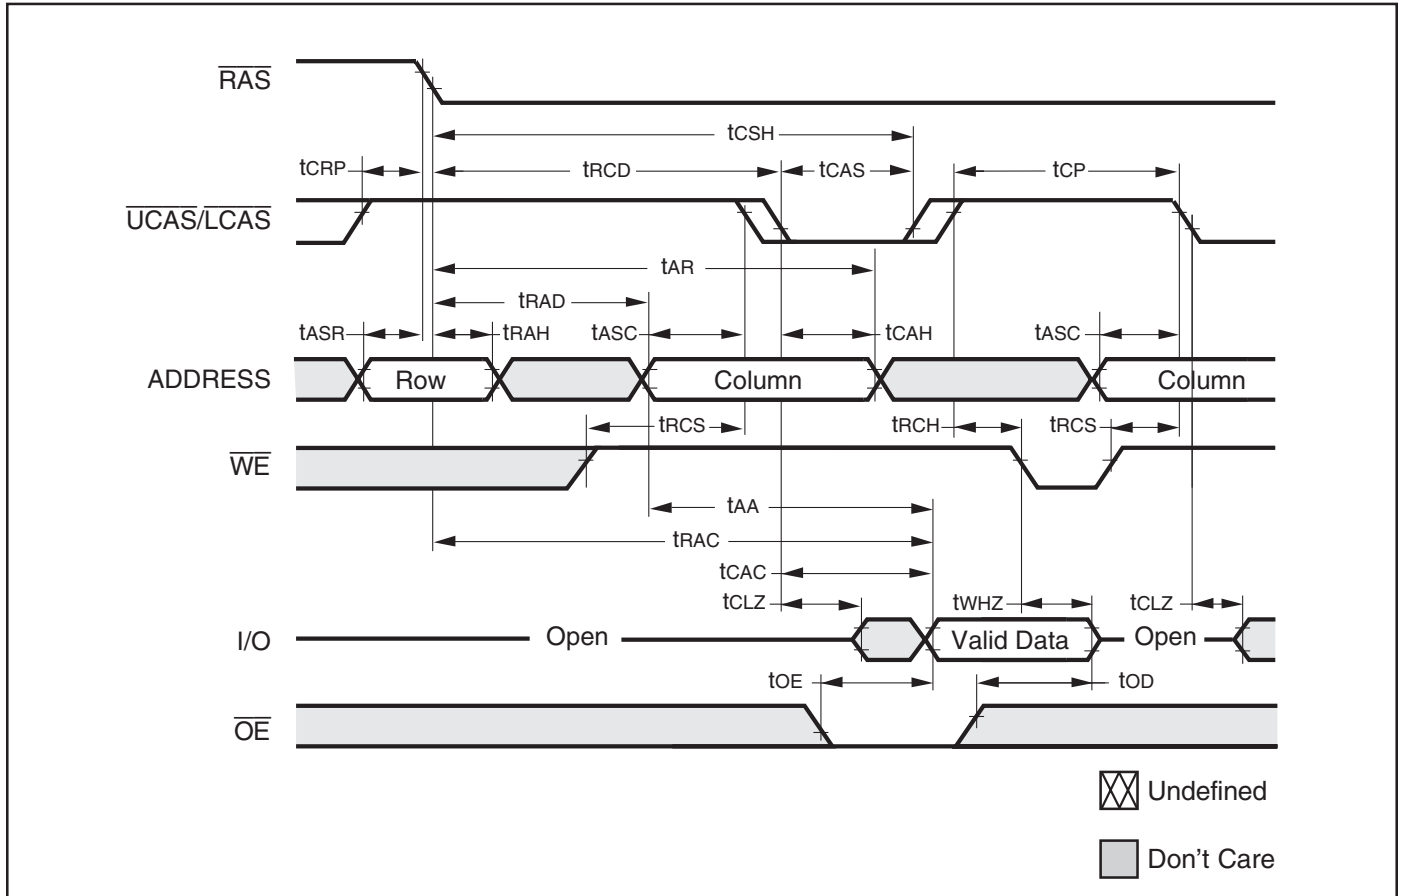 RAS
tCSH
tCRP tRCD tCAS tCP
UCAS/LCAS
tAR
tRAD
tASR tRAH tASC tCAH tASC
ADDRESS Row Column Column
tRCS tRCH tRCS
WE
tAA
tRAC
tCAC
tCLZ tWHZ tCLZ
I/O Open Valid Data Open
tOE tOD
OE
Undefined
Don't Care